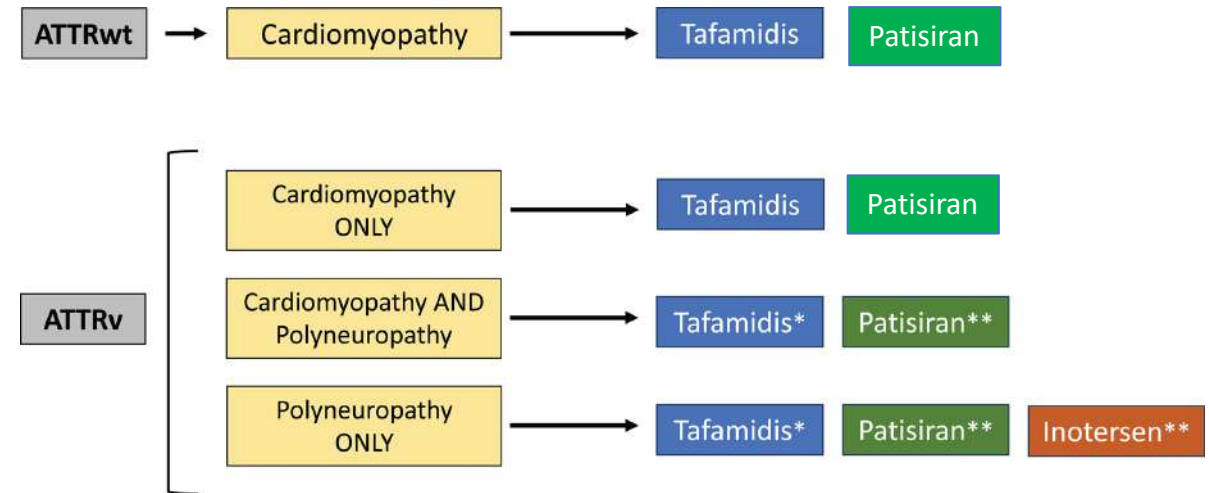 ATTRwt Cardiomyopathy Tafamidis Patisiran
Cardiomyopathy
ONLY
Tafamidis Patisiran
ATTRv
Cardiomyopathy AND
Polyneuropathy
Tafamidis* Patisiran**
Polyneuropathy
ONLY
Tafamidis* Patisiran** Inotersen**